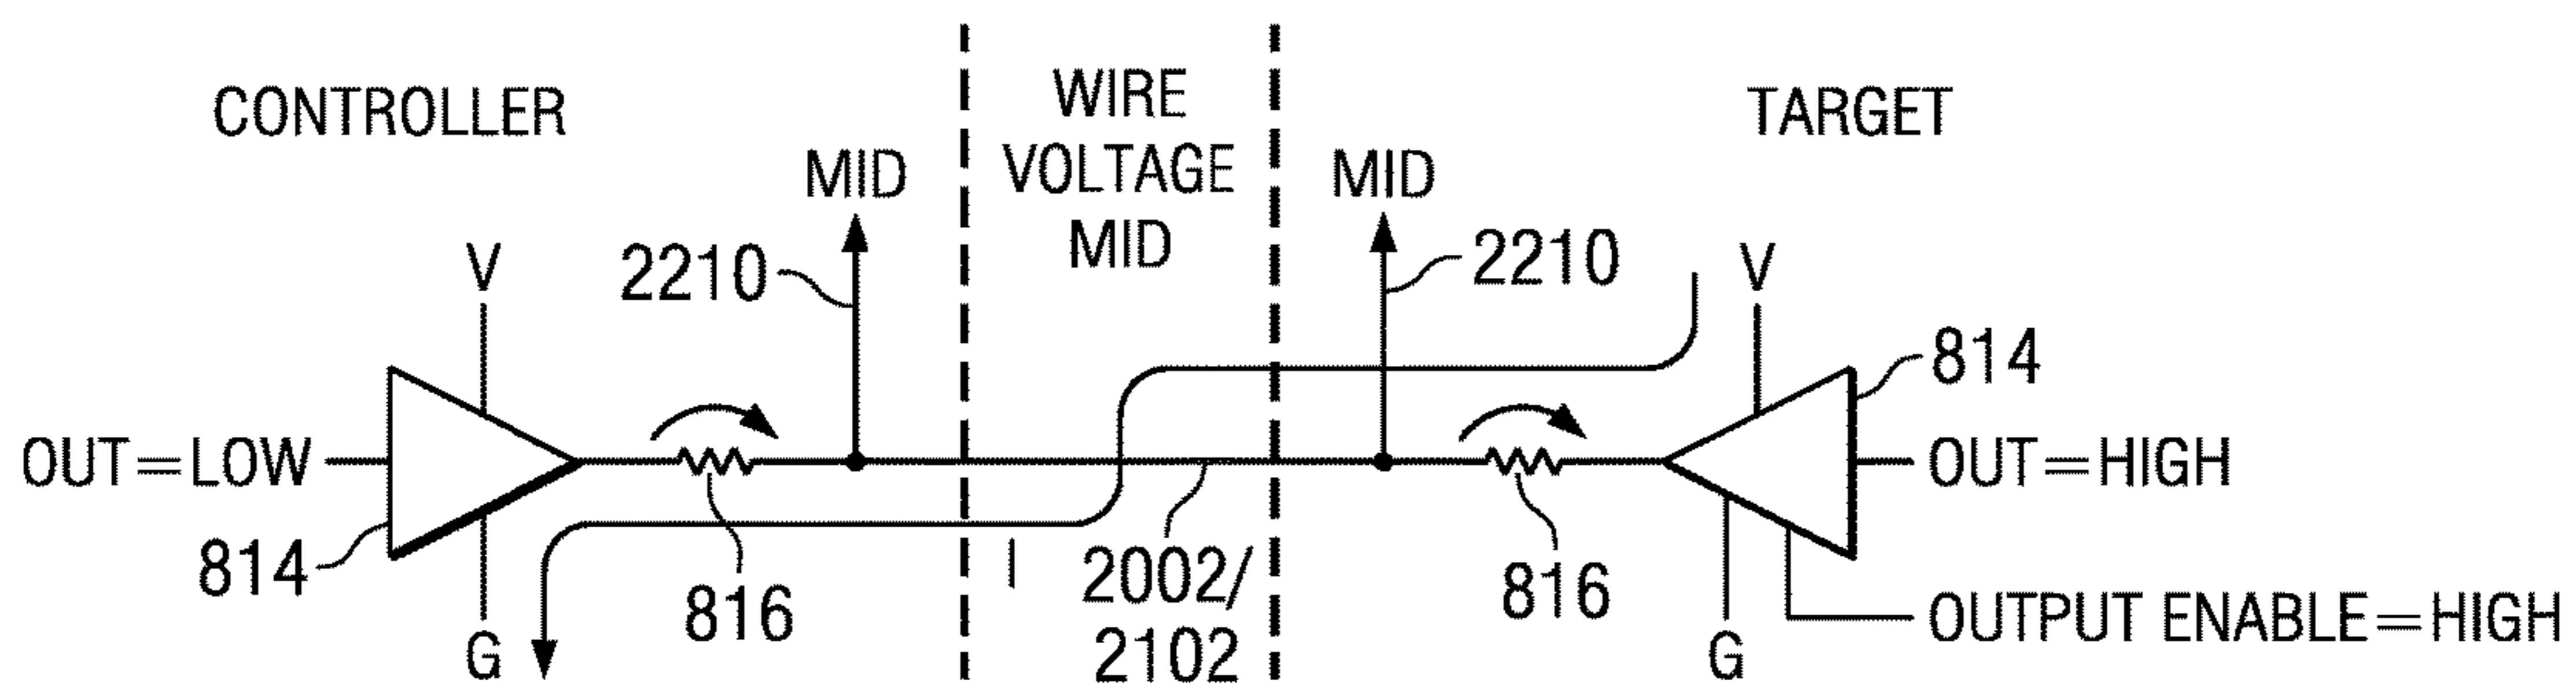 CONTROLLER
WIRE
VOLTAGE
MID
TARGET
MID
MID
2210
2210
V
V
814
OUT=LOW
OUT=HIGH
814
816
I
2002/
2102
816
OUTPUT ENABLE=HIGH
G
G